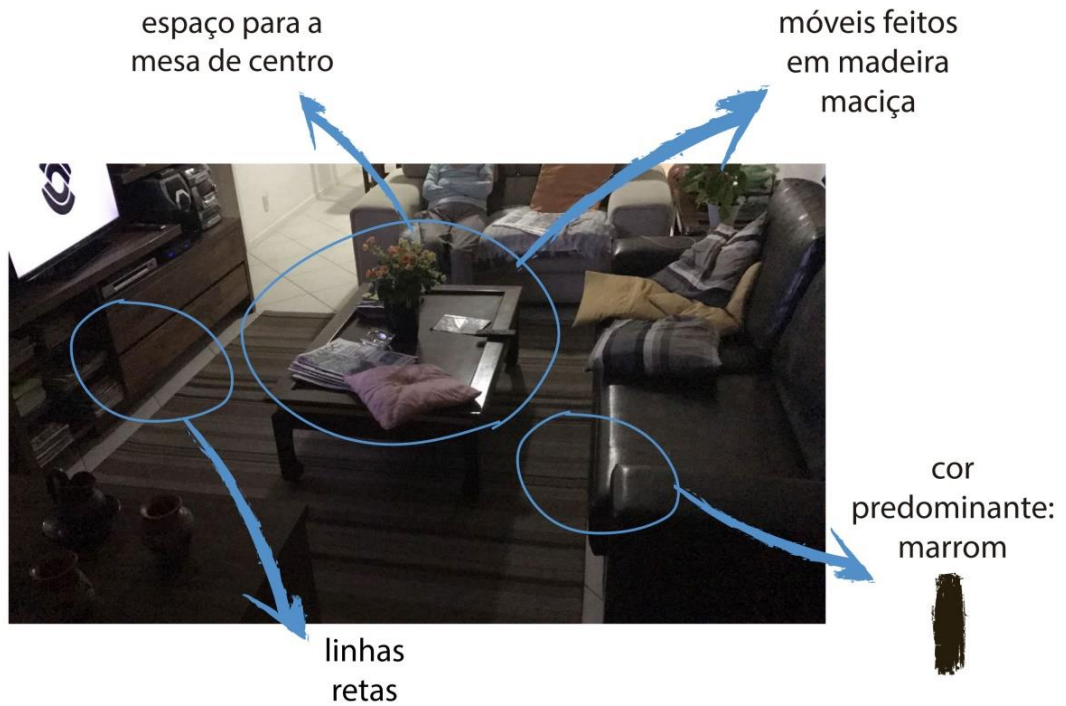 espaço para a
mesa de centro
móveis feitos
em madeira
maciça
cor
predominante:
marrom
linhas
retas